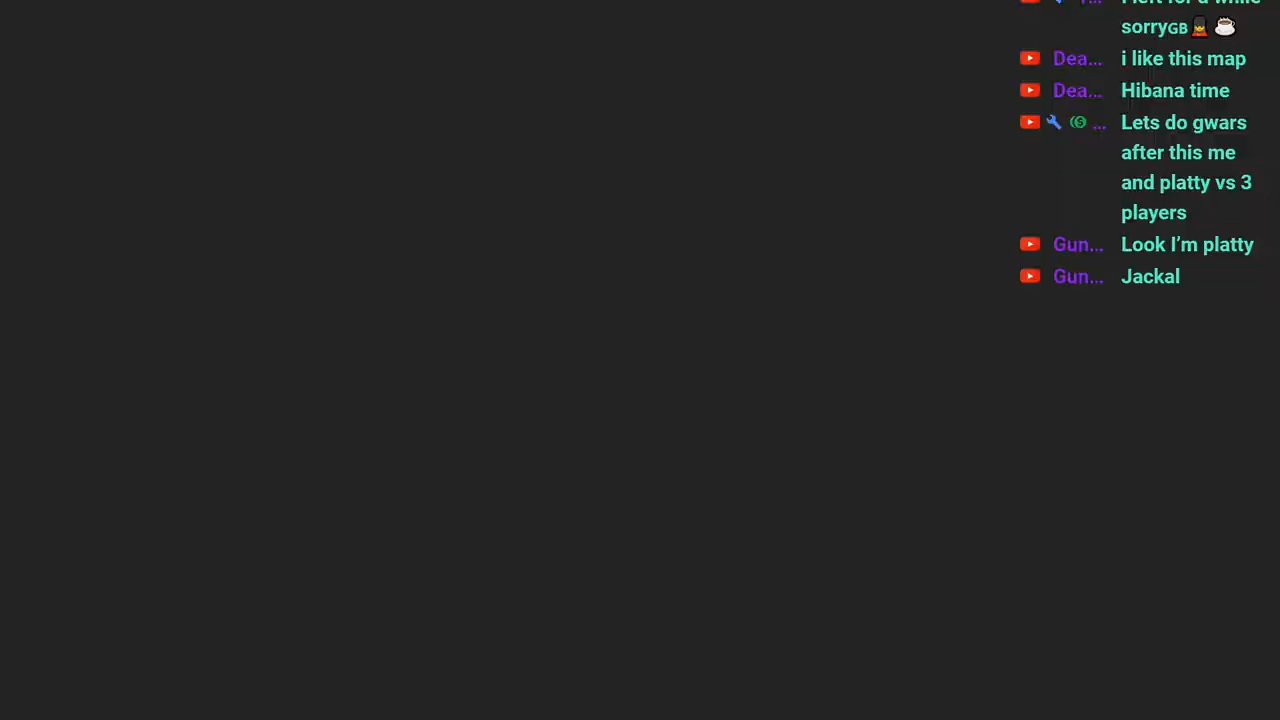 sorryGB
Dea... i like this map
Dea... Hibana time
... Lets do gwars
after this me
and platty vs 3
players
Gun... Look I’m platty
Gun... Jackal